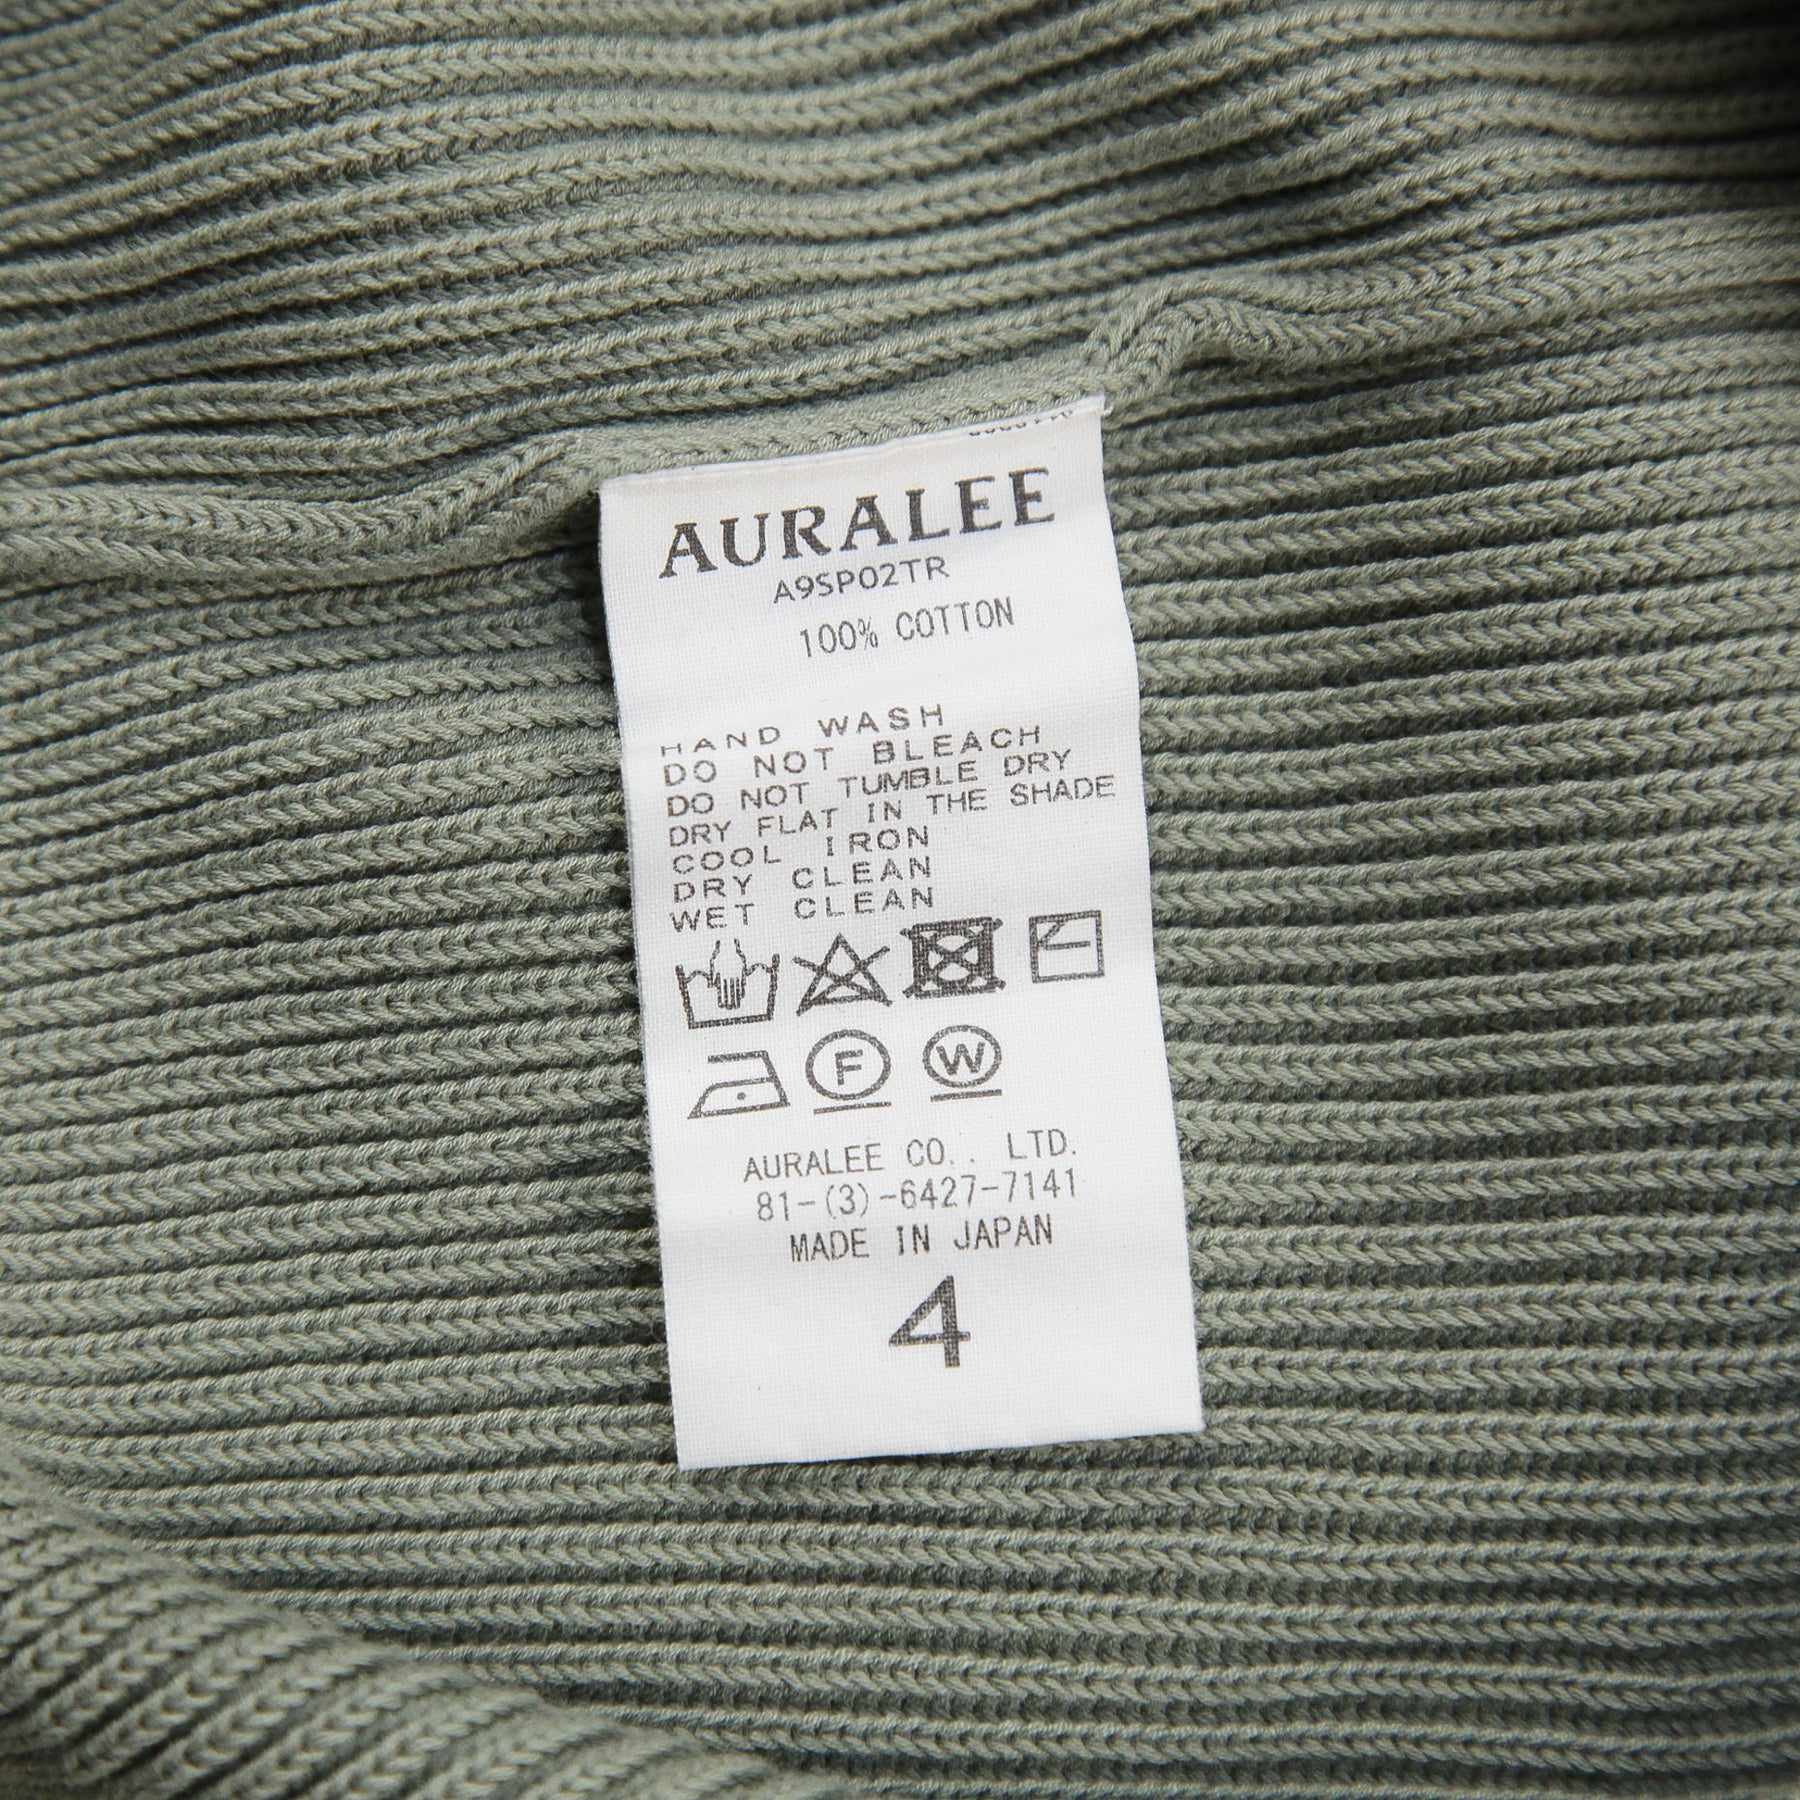 AURALEE
A9SP02TR
100% COTTON
HAND WASH
DO NOT BLEACH
DO NOT TUMBLE DRY
DRY FLAT IN THE SHADE
COOL IRON
DRY CLEAN
WET CLEAN
F W
AURALEE CO., LTD.
81-(3)-6427-7141
MADE IN JAPAN
4